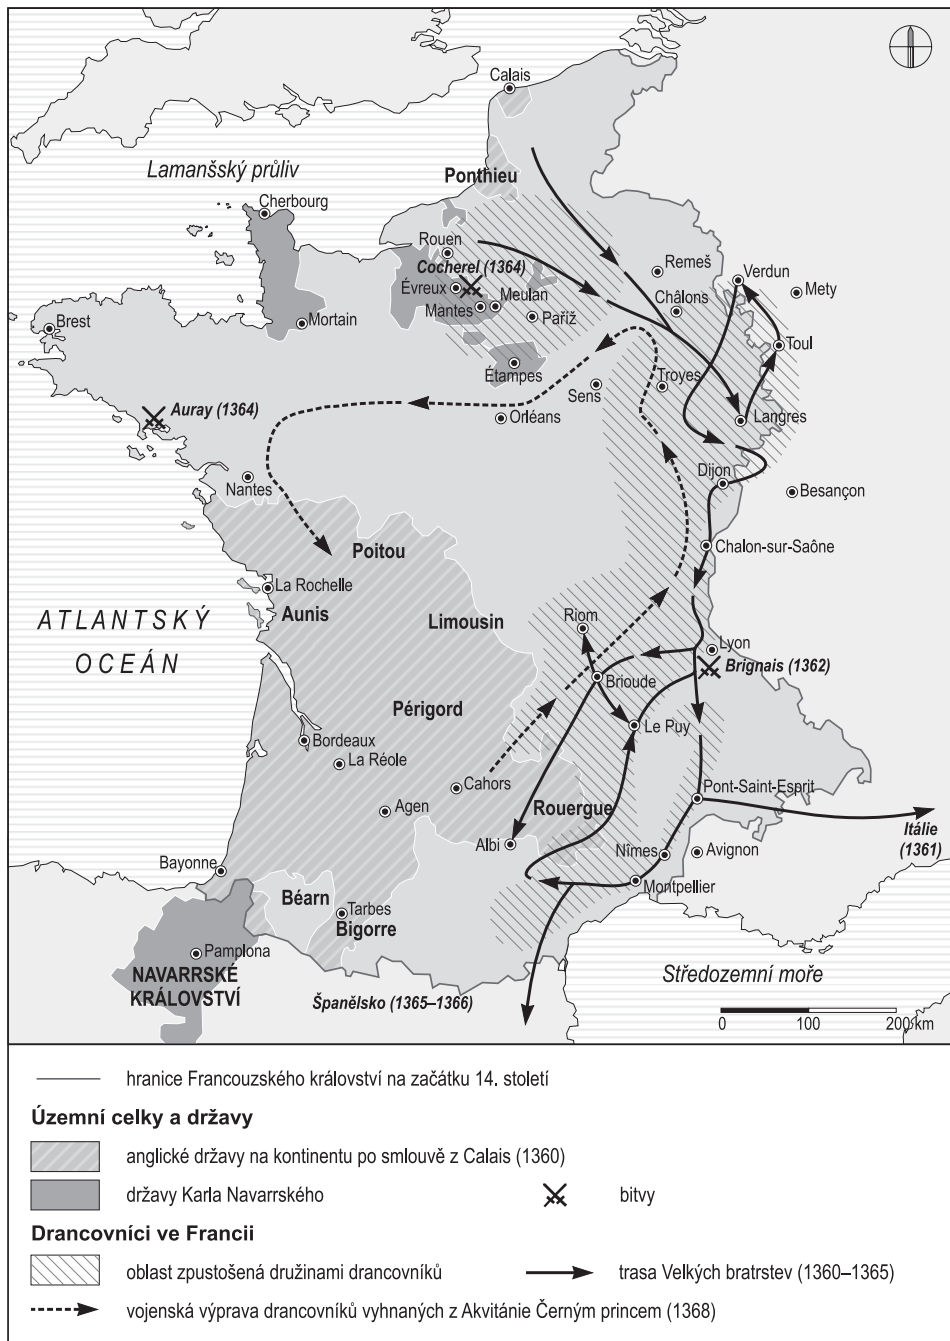 Calais
Lamanšský průliv
Ponthieu
Cherbourg
Rouen
Cocherel (1364)
Remeš
Verdun
Évreux
Mety
Meulan
Châlons
Mantes
Paříž
Mortain
Brest
Toul
Étampes
Troyes
Sens
Auray (1364)
Orléans
Langres
Dijon
Nantes
Besançon
Chalon-sur-Saône
Poitou
La Rochelle
ATLANTSKÝ
OCEÁN
Aunis
Riom
Limousin
Lyon
Brignais (1362)
Brioude
Périgord
Le Puy
Bordeaux
La Réole
Cahors
Pont-Saint-Esprit
Rouergue
Agen
Itálie
(1361)
Albi
Nîmes
Avignon
Bayonne
Montpellier
Béarn
Tarbes
Bigorre
Pamplona
NAVARRSKÉ
KRÁLOVSTVÍ
Středozemní moře
Španělsko (1365–1366)
0 100 200 km
hranice Francouzského království na začátku 14. století
Územní celky a državy
anglické državy na kontinentu po smlouvě z Calais (1360)
državy Karla Navarrského
bitvy
Drancovníci ve Francii
oblast zpustošená družinami drancovníků
trasa Velkých bratrstev (1360–1365)
vojenská výprava drancovníků vyhnaných z Akvitánie Černým princem (1368)